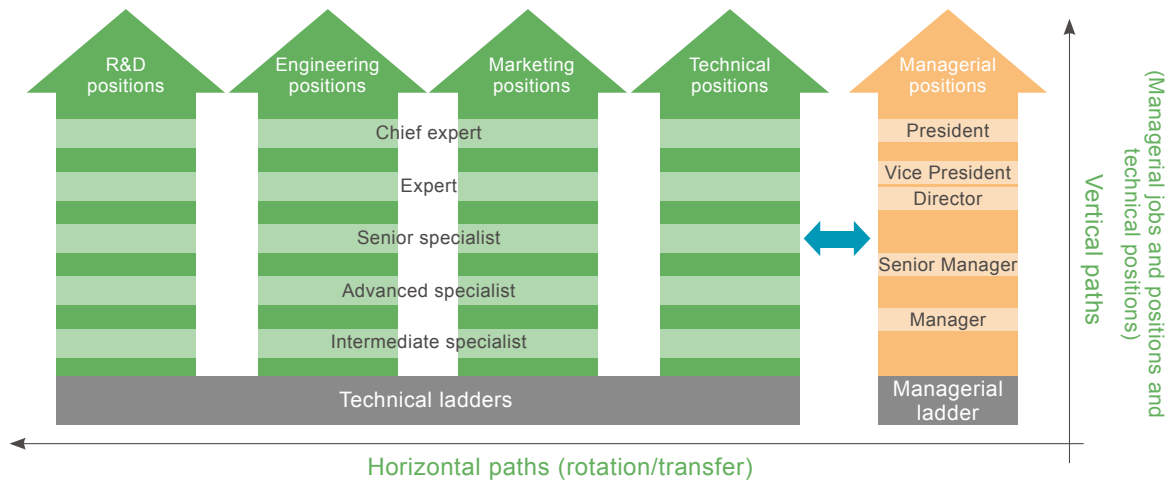 R&D
positions
Engineering
positions
Marketing
positions
Technical
positions
Managerial
positions
Chief expert
Expert
Senior specialist
Advanced specialist
Intermediate specialist
Technical ladders
President
Vice President
Director
Senior Manager
Manager
Managerial
ladder
Vertical paths
(Managerial jobs and positions and
technical positions)
Horizontal paths (rotation/transfer)